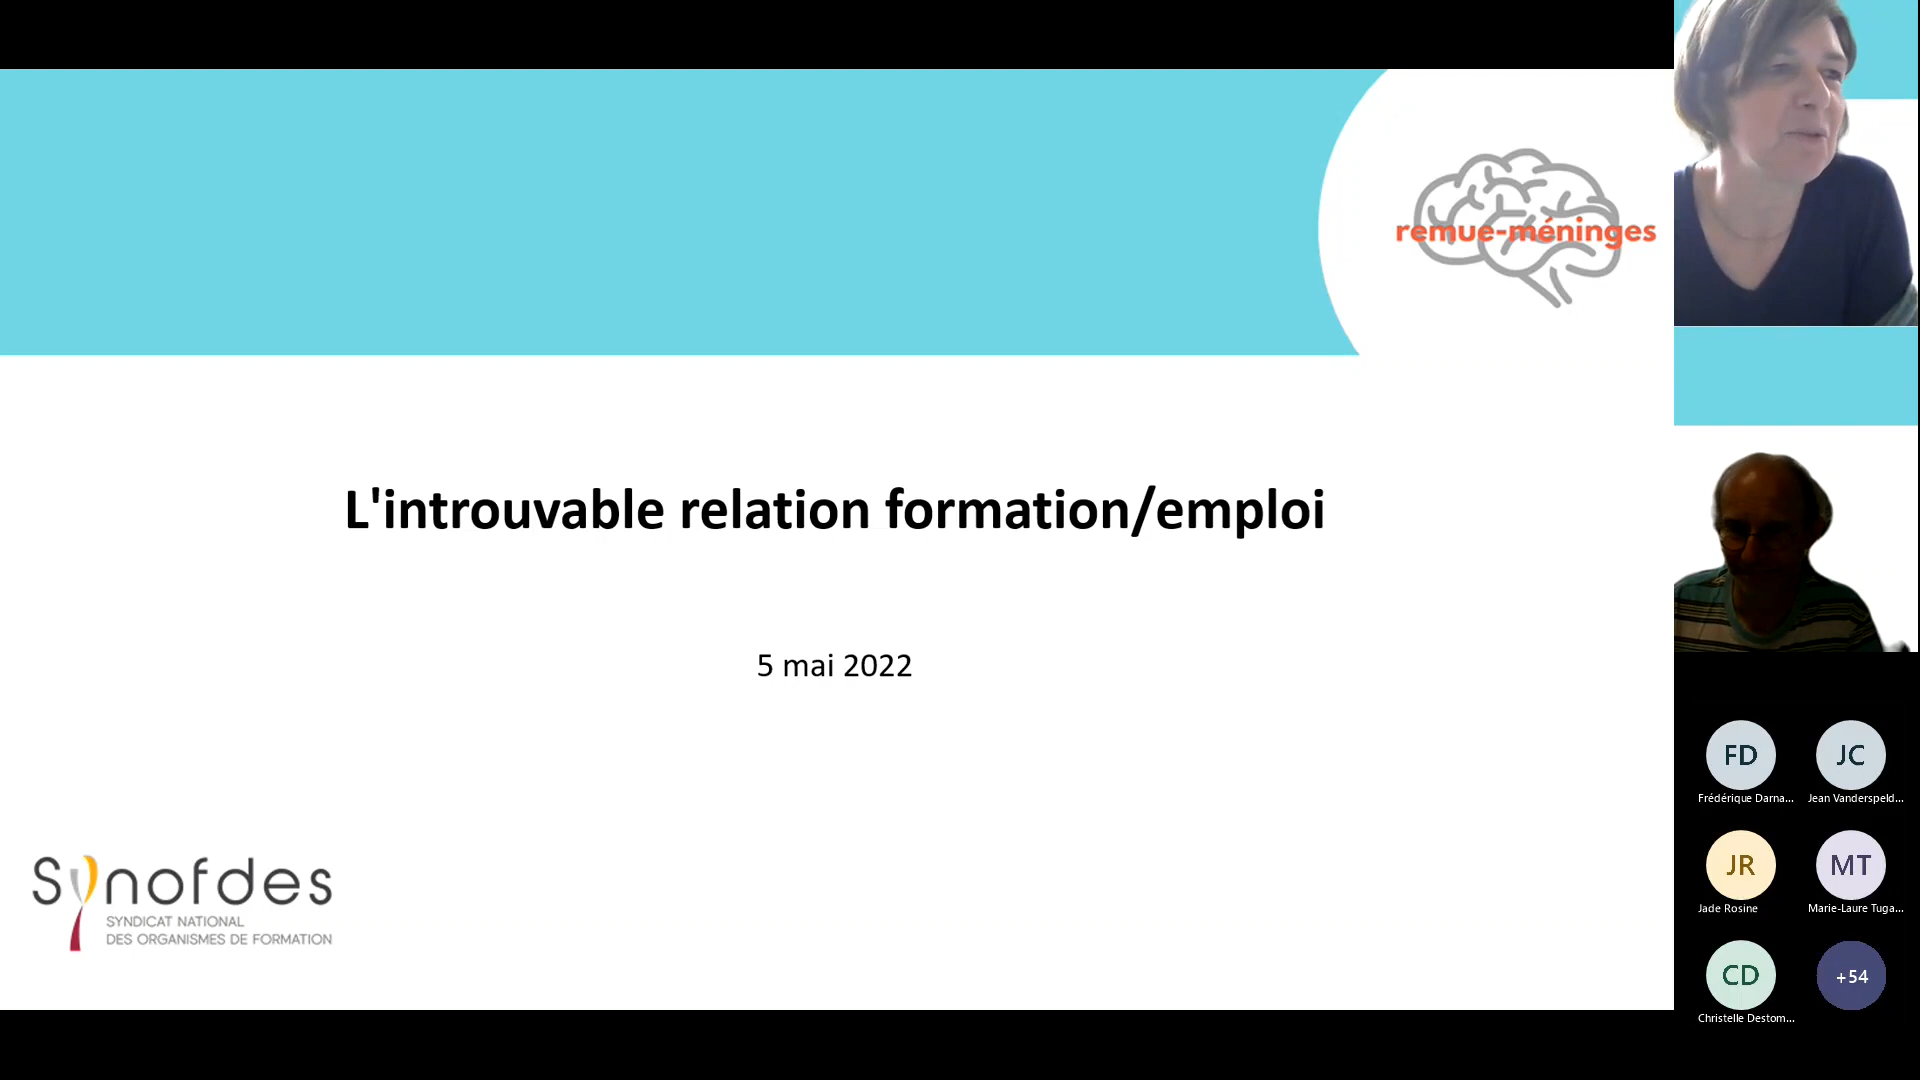 remue-méninges
L'introuvable relation formation/emploi
5 mai 2022
Synofdes
SYNDICAT NATIONAL
DES ORGANISMES DE FORMATION
FD
JC
Frédérique Darna...
Jean Vanderspeld...
JR
MT
Jade Rosine
Marie-Laure Tuga...
CD
+54
Christelle Destom...